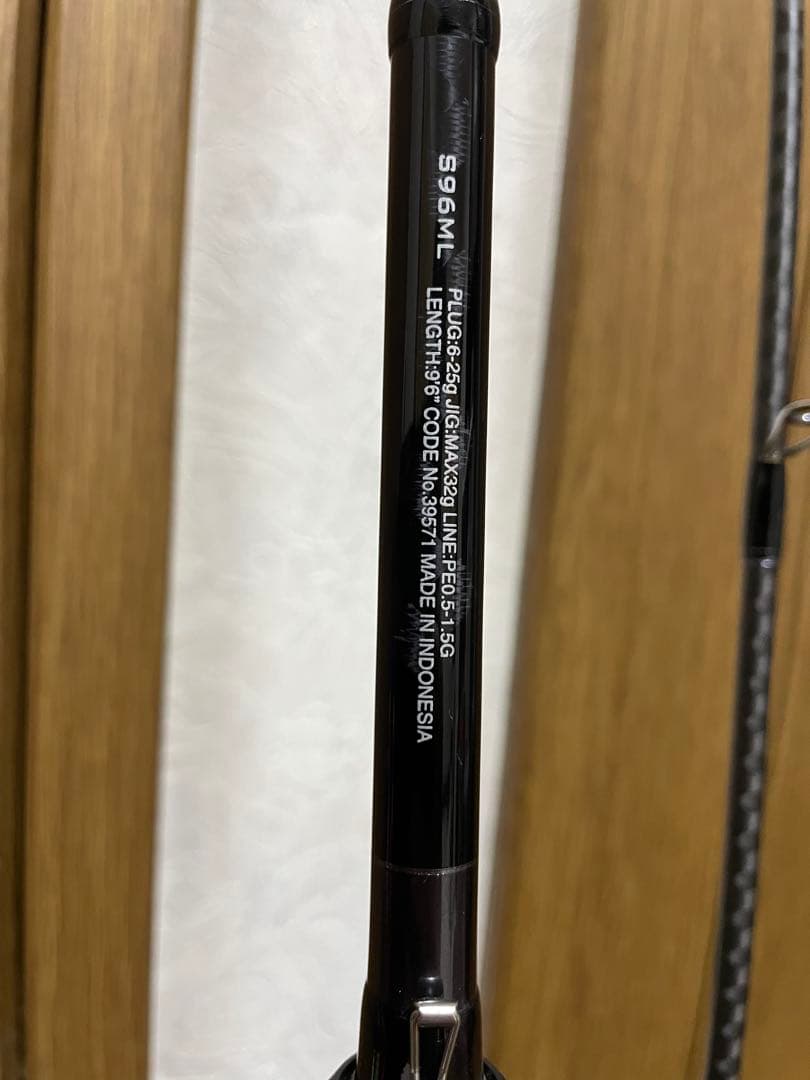 S96ML
PLUG:6-25g JIG:MAX32g LINE:PE0.5-1.5G
LENGTH:9'6" CODE No.39571 MADE IN INDONESIA